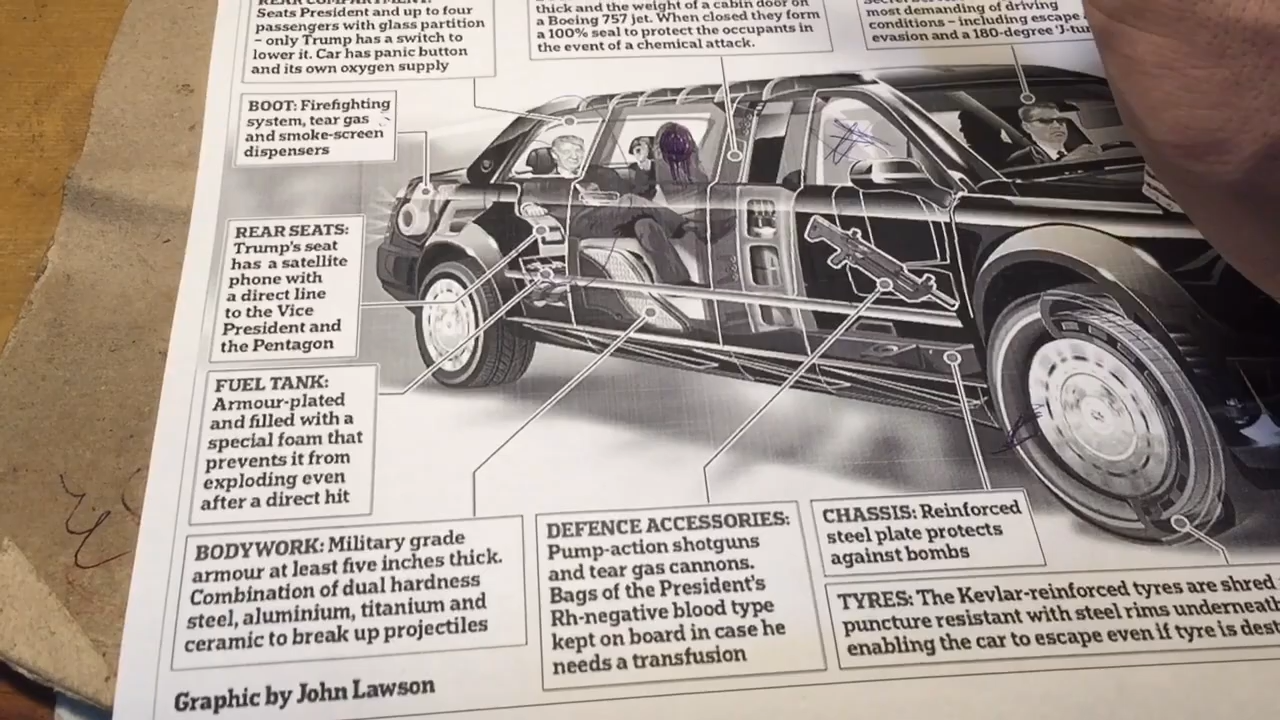 REAR COMPARTMENT:
Seats President and up to four
passengers with glass partition
– only Trump has a switch to
lower it. Car has panic button
and its own oxygen supply
thick and the weight of a cabin door on
a Boeing 757 jet. When closed they form
a 100% seal to protect the occupants in
the event of a chemical attack.
most demanding of driving
conditions – including escape
evasion and a 180-degree 'J-tur
BOOT: Firefighting
system, tear gas
and smoke-screen
dispensers
REAR SEATS:
Trump's seat
has a satellite
phone with
a direct line
to the Vice
President and
the Pentagon
FUEL TANK:
Armour-plated
and filled with a
special foam that
prevents it from
exploding even
after a direct hit
BODYWORK: Military grade
armour at least five inches thick.
Combination of dual hardness
steel, aluminium, titanium and
ceramic to break up projectiles
DEFENCE ACCESSORIES:
Pump-action shotguns
and tear gas cannons.
Bags of the President's
Rh-negative blood type
kept on board in case he
needs a transfusion
CHASSIS: Reinforced
steel plate protects
against bombs
TYRES: The Kevlar-reinforced tyres are shred
puncture resistant with steel rims underneath
enabling the car to escape even if tyre is dest
Graphic by John Lawson